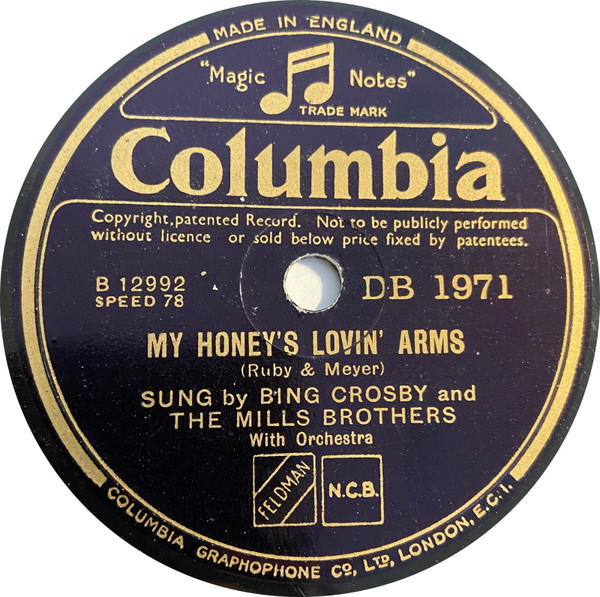 MADE IN ENGLAND
"Magic Notes"
TRADE MARK
Columbia
Copyright, patented Record. Not to be publicly performed
without licence or sold below price fixed by patentees.
B 12992
SPEED 78
DB 1971
MY HONEY'S LOVIN' ARMS
(Ruby & Meyer)
SUNG by BING CROSBY and
THE MILLS BROTHERS
With Orchestra
FELDMAN
N.C.B.
COLUMBIA GRAPHOPHONE CO, LTD, LONDON, E.C.1.